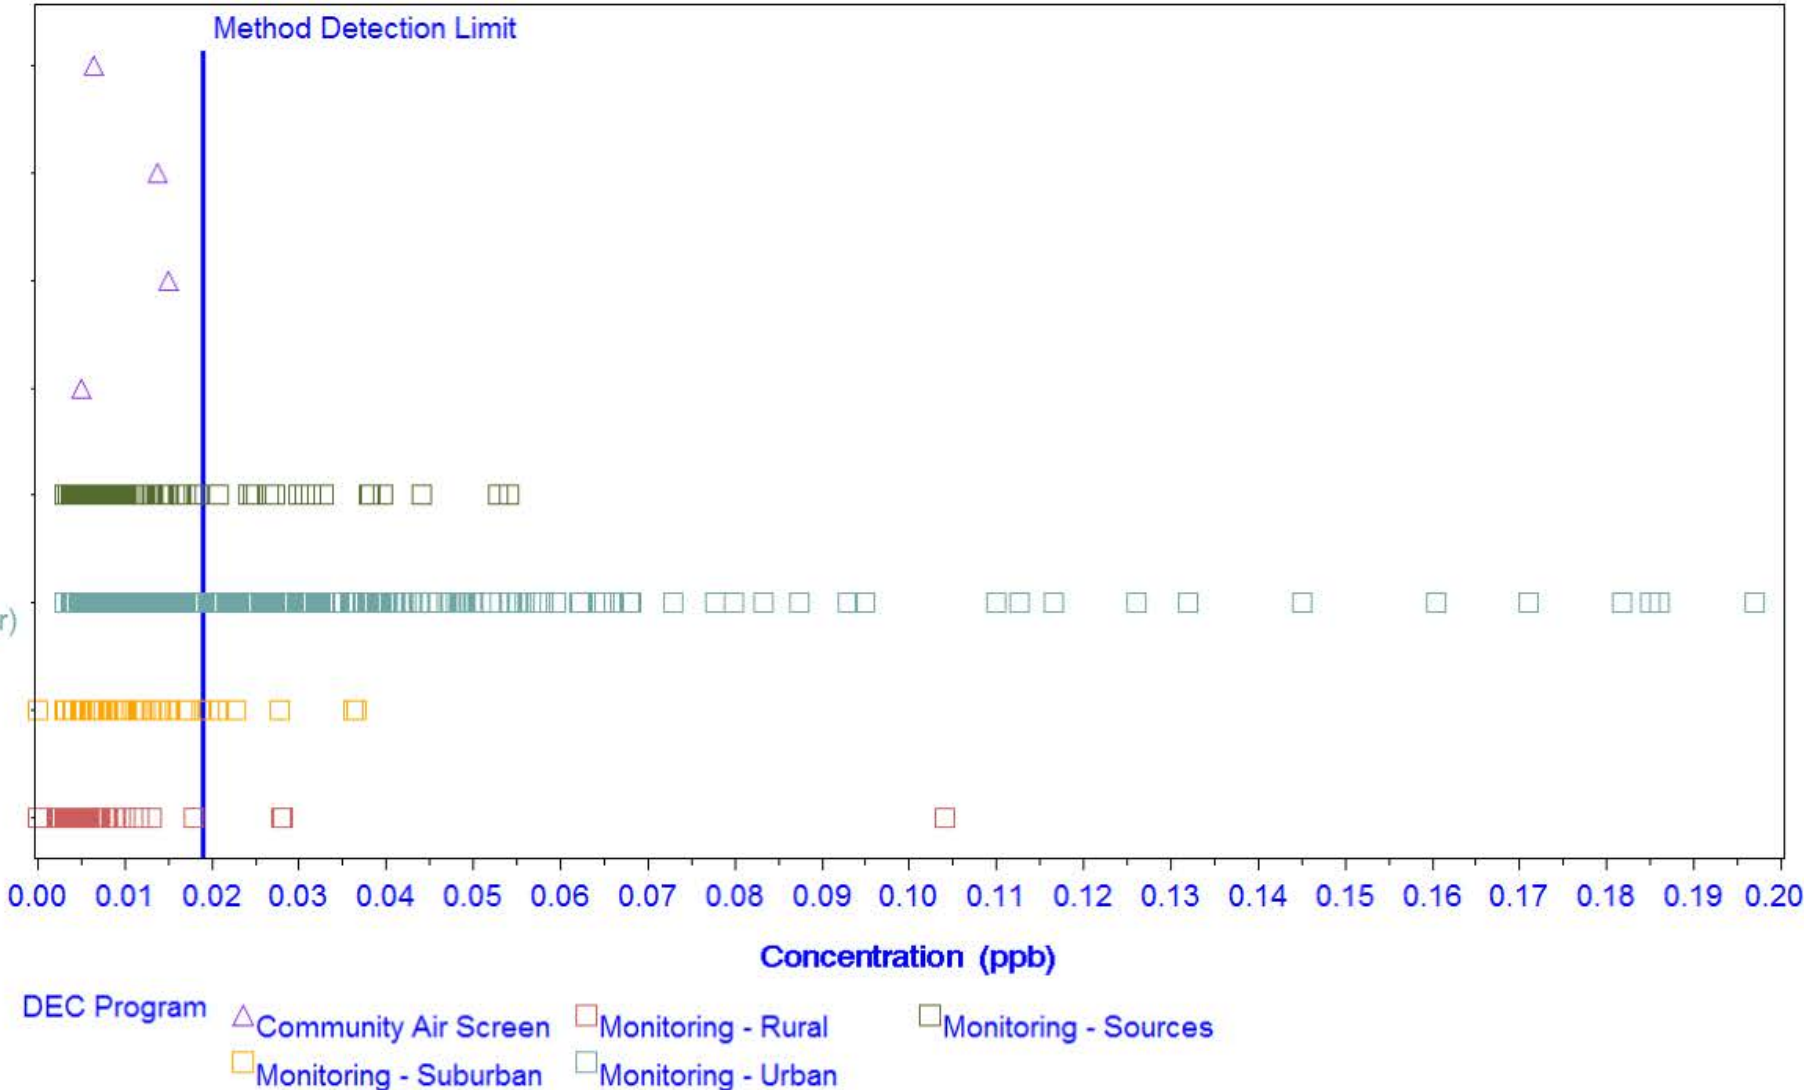 Method Detection Limit
r)
0.00 0.01 0.02 0.03 0.04 0.05 0.06 0.07 0.08 0.09 0.10 0.11 0.12 0.13 0.14 0.15 0.16 0.17 0.18 0.19 0.20
Concentration (ppb)
DEC Program
Community Air Screen Monitoring - Rural Monitoring - Sources
Monitoring - Suburban Monitoring - Urban